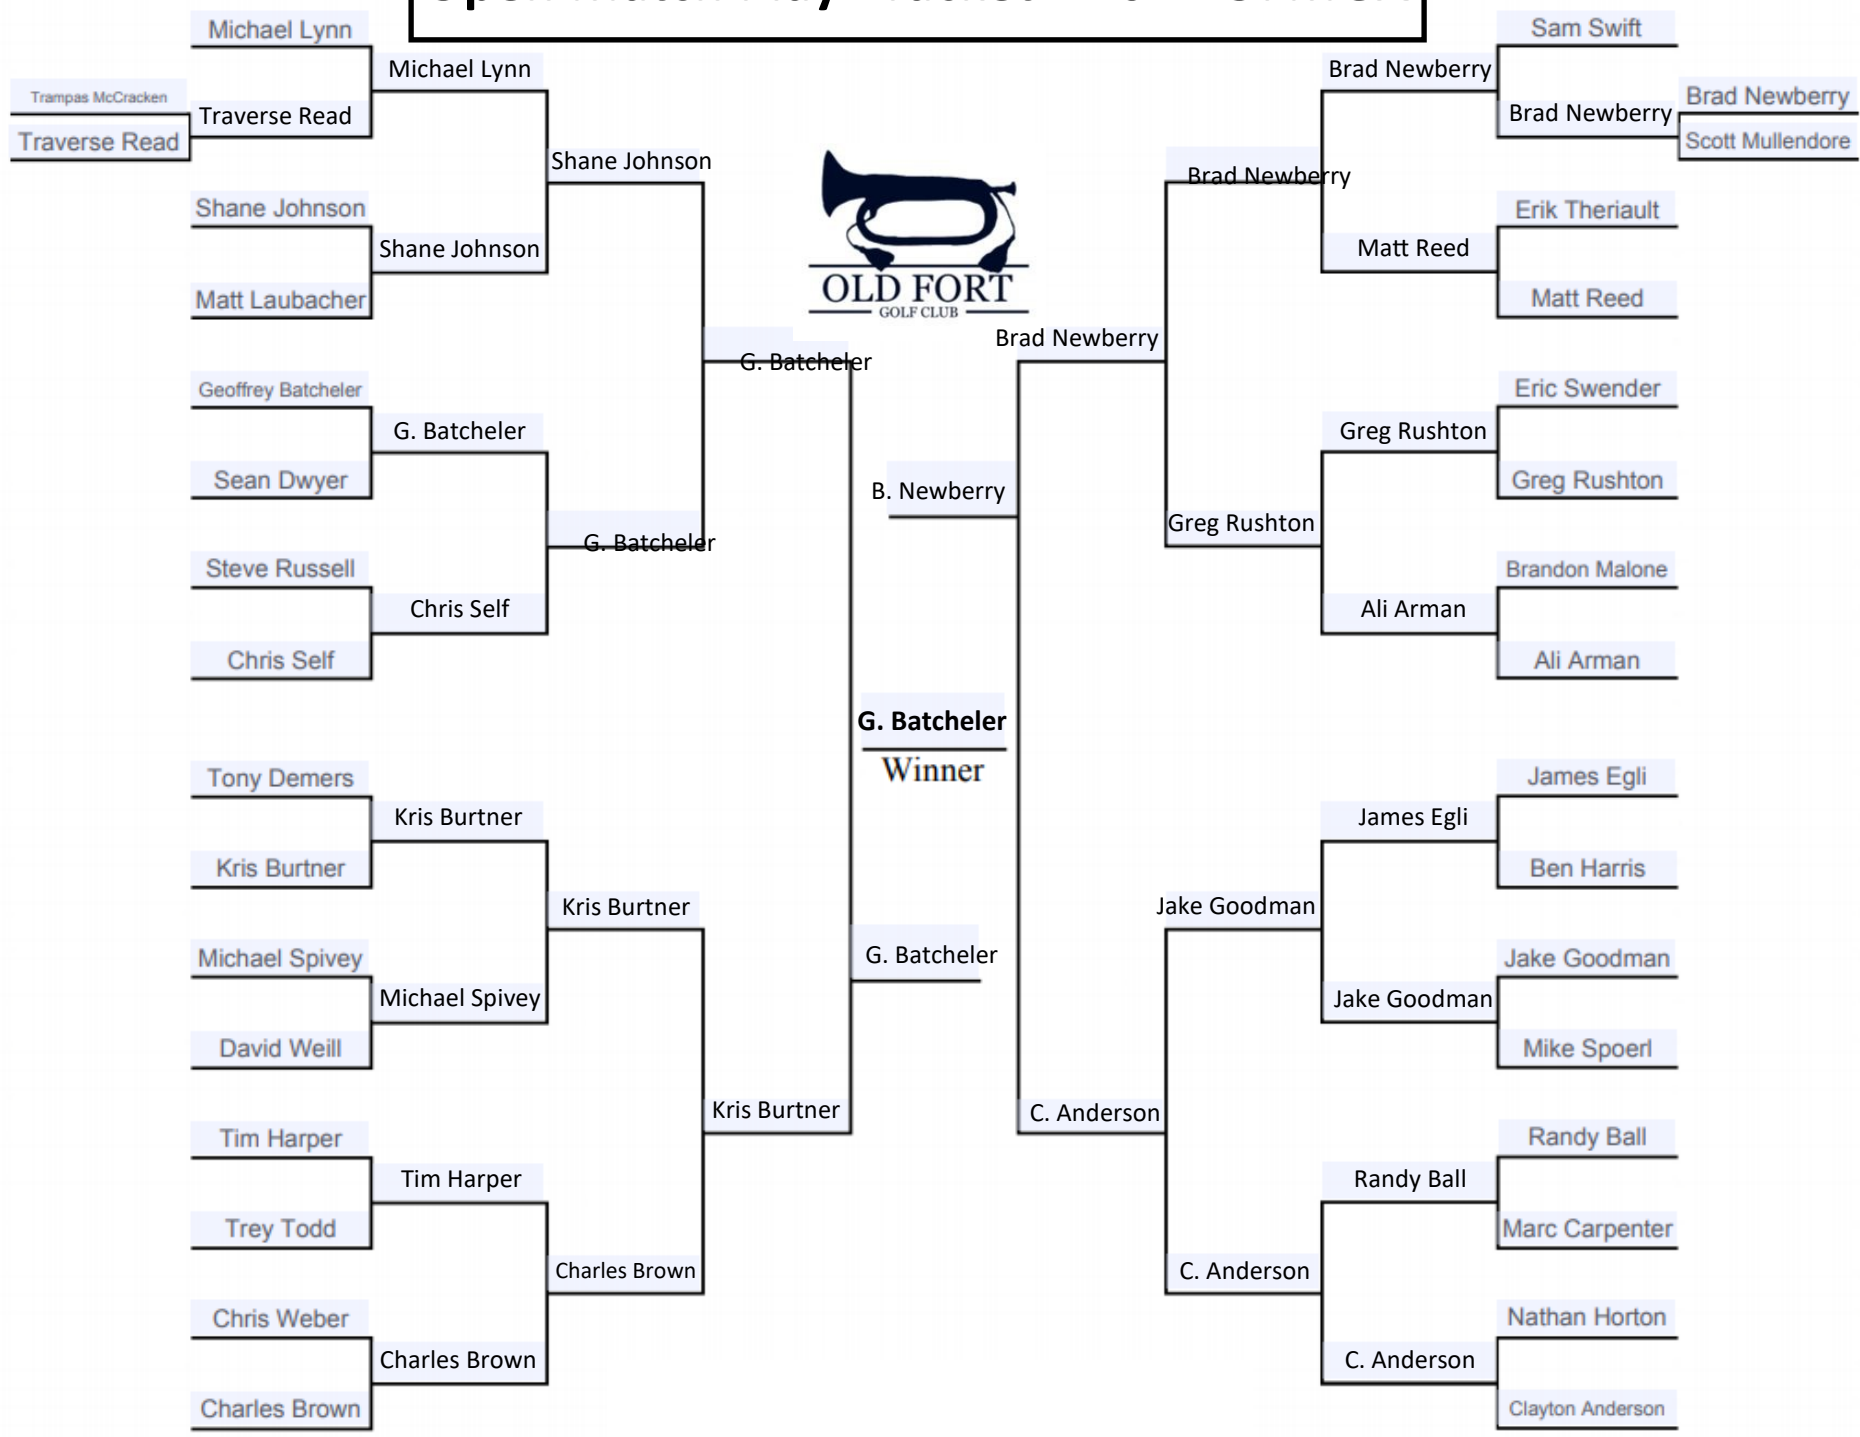 Michael Lynn
Trampas McCracken
Traverse Read
Traverse Read
Michael Lynn
Shane Johnson
Matt Laubacher
Shane Johnson
Shane Johnson
Geoffrey Batcheler
Sean Dwyer
G. Batcheler
Steve Russell
Chris Self
Chris Self
G. Batcheler
G. Batcheler
Tony Demers
Kris Burtner
Kris Burtner
Michael Spivey
David Weill
Michael Spivey
Kris Burtner
Tim Harper
Trey Todd
Tim Harper
Chris Weber
Charles Brown
Charles Brown
Charles Brown
Kris Burtner
G. Batcheler
OLD FORT
GOLF CLUB
B. Newberry
G. Batcheler
Winner
Brad Newberry
C. Anderson
Brad Newberry
Greg Rushton
Jake Goodman
C. Anderson
Brad Newberry
Matt Reed
Greg Rushton
Ali Arman
James Egli
Jake Goodman
Randy Ball
C. Anderson
Sam Swift
Brad Newberry
Brad Newberry
Scott Mullendore
Erik Theriault
Matt Reed
Eric Swender
Greg Rushton
Brandon Malone
Ali Arman
James Egli
Ben Harris
Jake Goodman
Mike Spoerl
Randy Ball
Marc Carpenter
Nathan Horton
Clayton Anderson